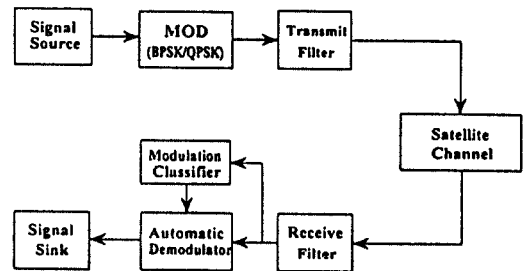 Signal
Source
MOD
(BPSK/QPSK)
Transmit
Filter
Satellite
Channel
Modulation
Classifier
Signal
Sink
Automatic
Demodulator
Receive
Filter